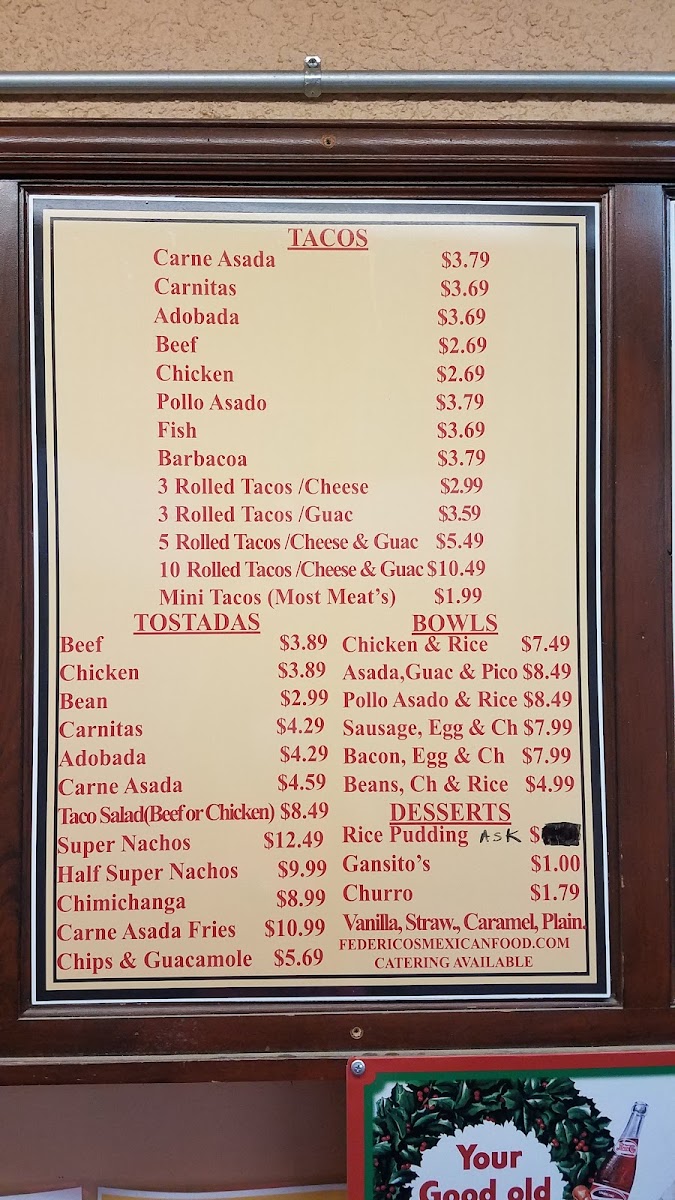 TACOS
Carne Asada $3.79
Carnitas $3.69
Adobada $3.69
Beef $2.69
Chicken $2.69
Pollo Asado $3.79
Fish $3.69
Barbacoa $3.79
3 Rolled Tacos /Cheese $2.99
3 Rolled Tacos /Guac $3.59
5 Rolled Tacos /Cheese & Guac $5.49
10 Rolled Tacos /Cheese & Guac $10.49
Mini Tacos (Most Meat's) $1.99
TOSTADAS
Beef $3.89
Chicken $3.89
Bean $2.99
Carnitas $4.29
Adobada $4.29
Carne Asada $4.59
Taco Salad(Beef or Chicken) $8.49
Super Nachos $12.49
Half Super Nachos $9.99
Chimichanga $8.99
Carne Asada Fries $10.99
Chips & Guacamole $5.69
BOWLS
Chicken & Rice $7.49
Asada,Guac & Pico $8.49
Pollo Asado & Rice $8.49
Sausage, Egg & Ch $7.99
Bacon, Egg & Ch $7.99
Beans, Ch & Rice $4.99
DESSERTS
Rice Pudding ASK $
Gansito's $1.00
Churro $1.79
Vanilla, Straw., Caramel, Plain.
FEDERICOSMEXICANFOOD.COM
CATERING AVAILABLE
Your
Good old